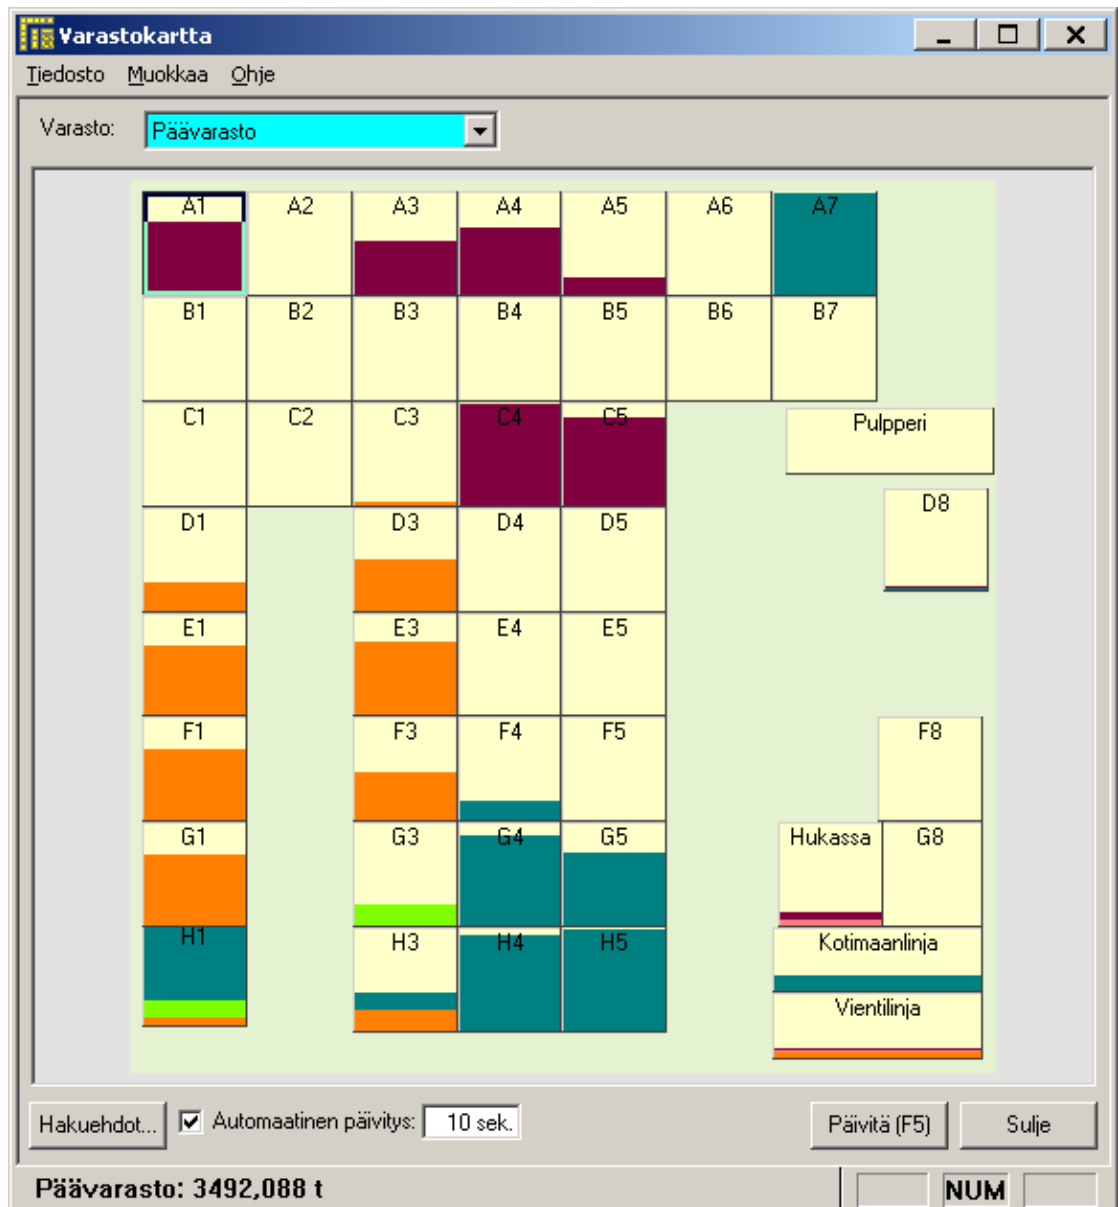 Varastokartta
Tiedosto Muokkaa Ohje
Varasto: Päävarasto
A1 A2 A3 A4 A5 A6 A7
B1 B2 B3 B4 B5 B6 B7
C1 C2 C3 C4 C5 Pulpperi
D8
D1 D3 D4 D5
E1 E3 E4 E5
F1 F3 F4 F5 F8
G1 G3 G4 G5 Hukassa G8
H1 H3 H4 H5 Kotimaanlinja
Vientilinja
Hakuehdot... Automaatinen päivitys: 10 sek. Päivitä (F5) Sulje
Päävarasto: 3492,088 t NUM